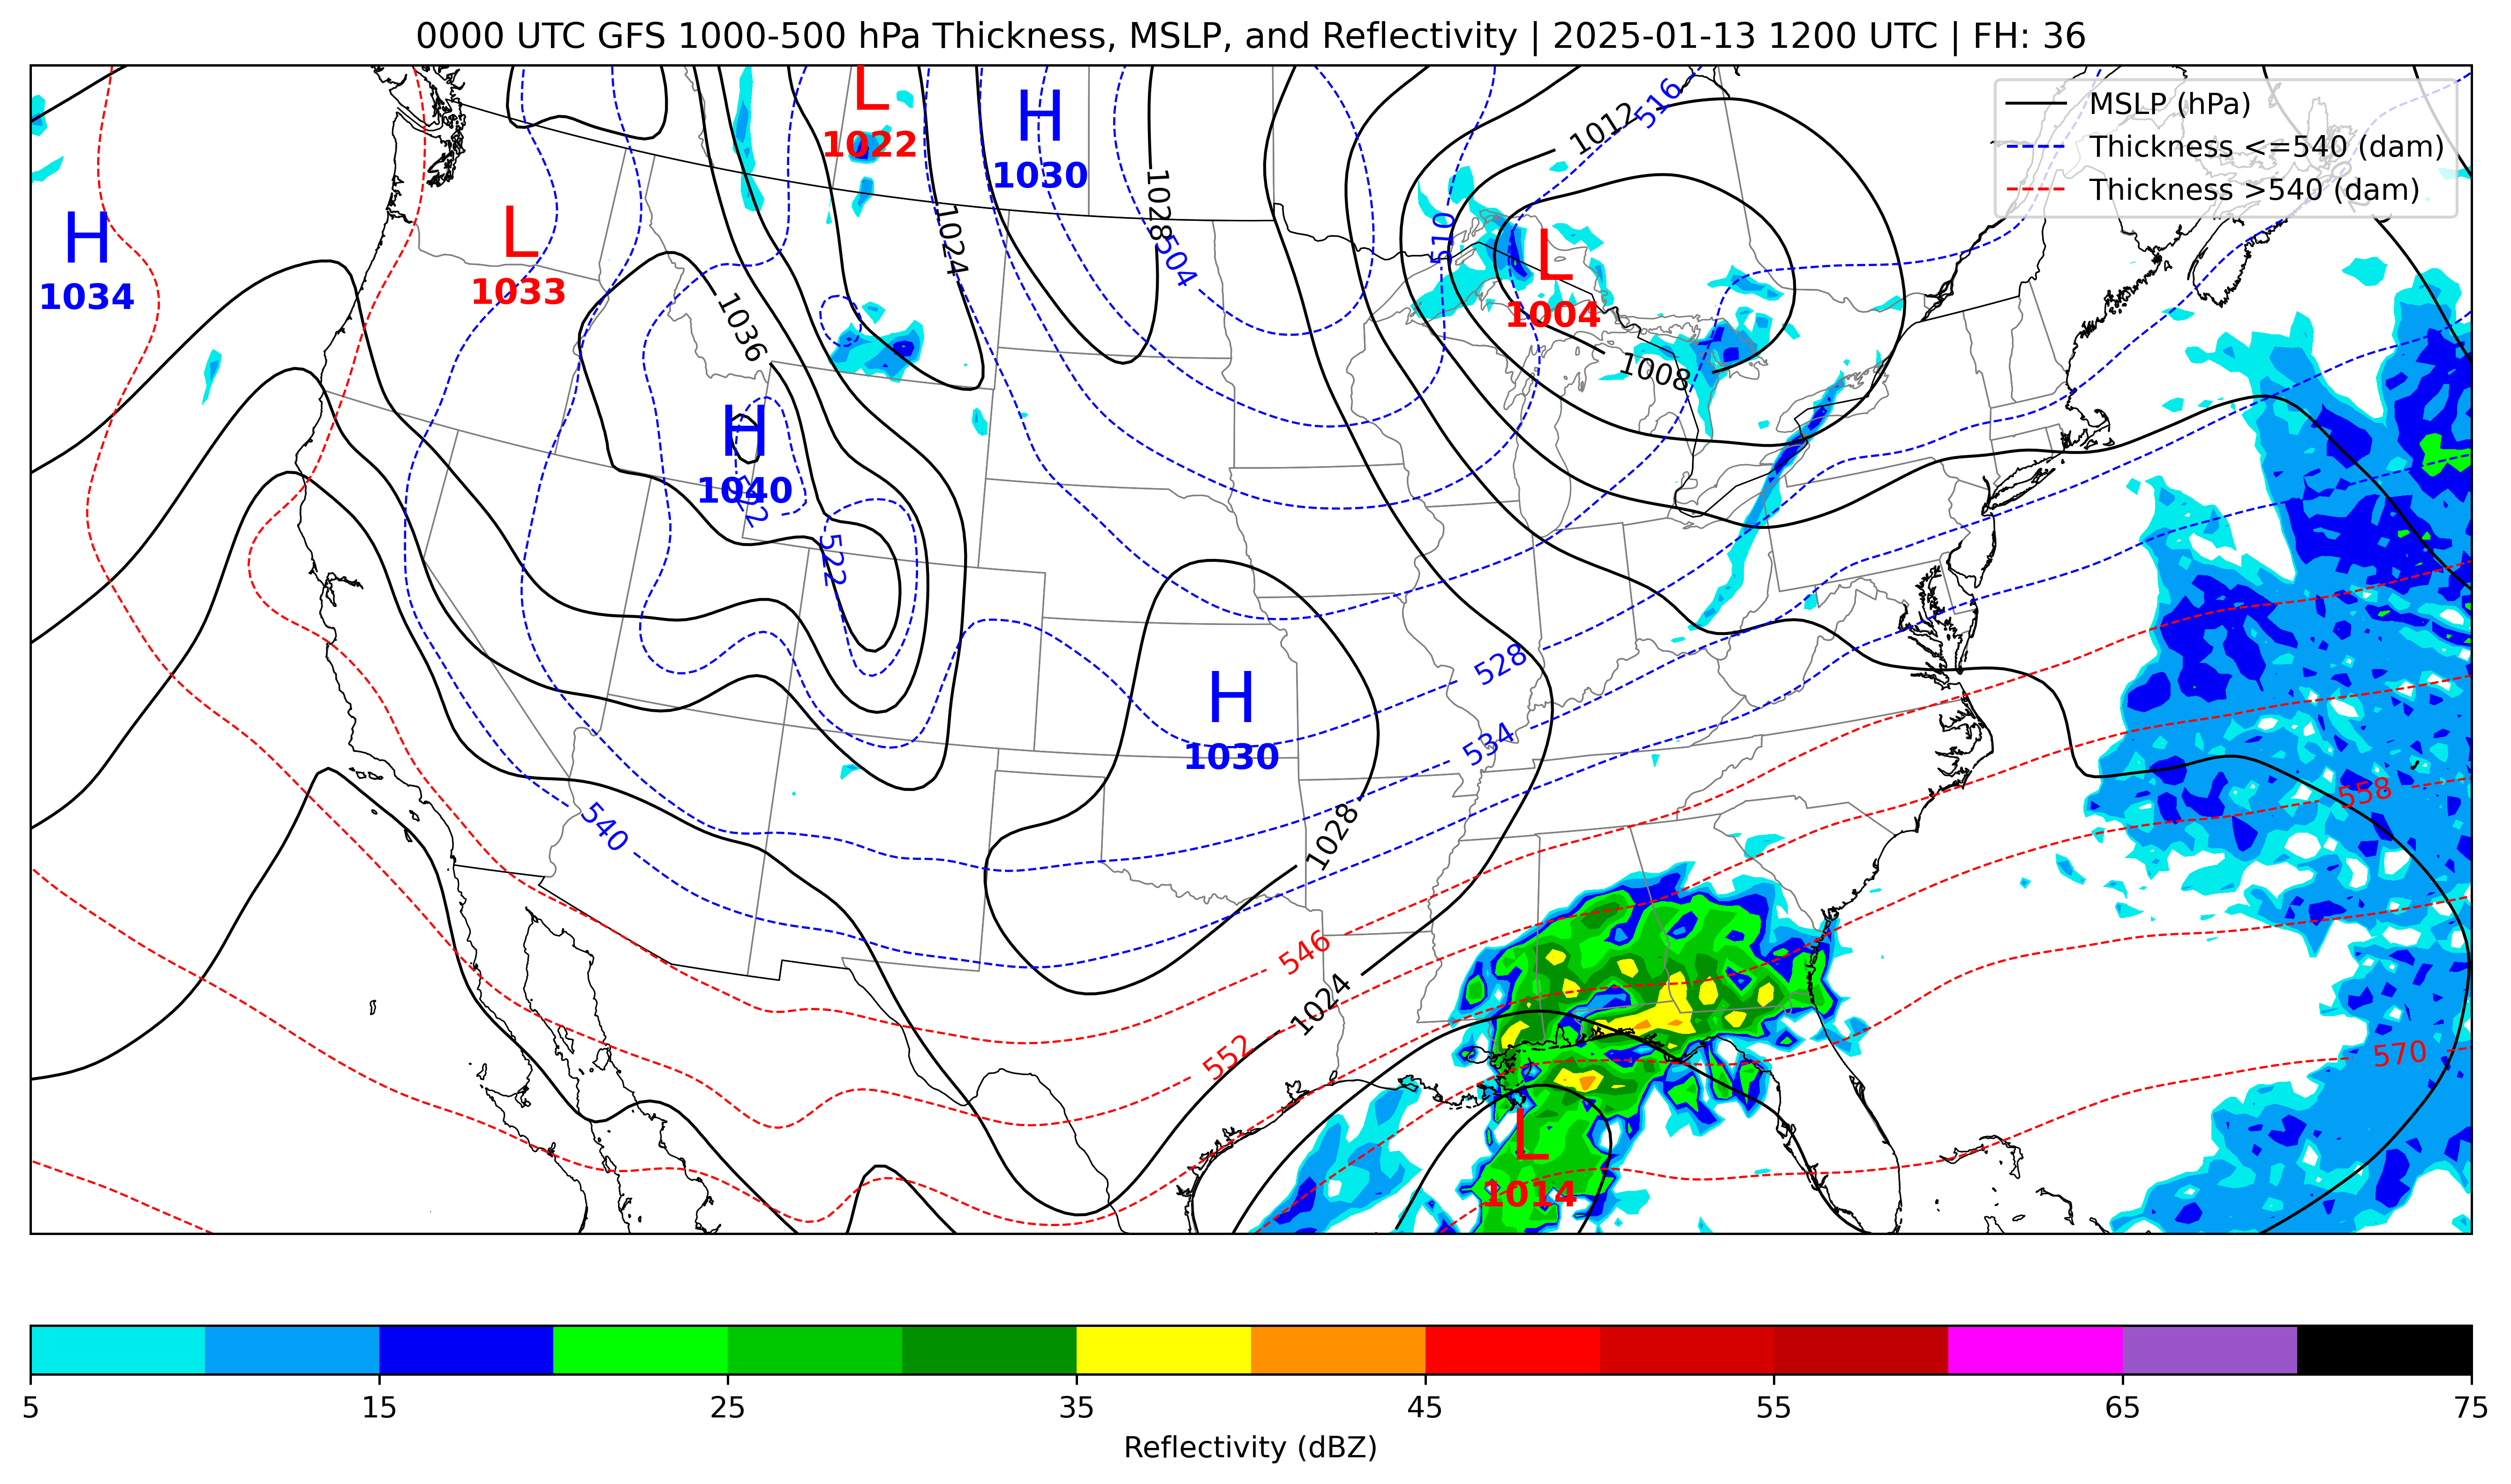 0000 UTC GFS 1000-500 hPa Thickness, MSLP, and Reflectivity | 2025-01-13 1200 UTC | FH: 36
MSLP (hPa)
Thickness <=540 (dam)
Thickness >540 (dam)
L
1022
H
1030
1012
516
1028
1024
504
510
H
1034
L
1033
L
1004
1008
1036
H
1040
522
522
528
534
H
1030
540
1028
558
546
1024
552
570
L
1014
5
15
25
35
45
55
65
75
Reflectivity (dBZ)